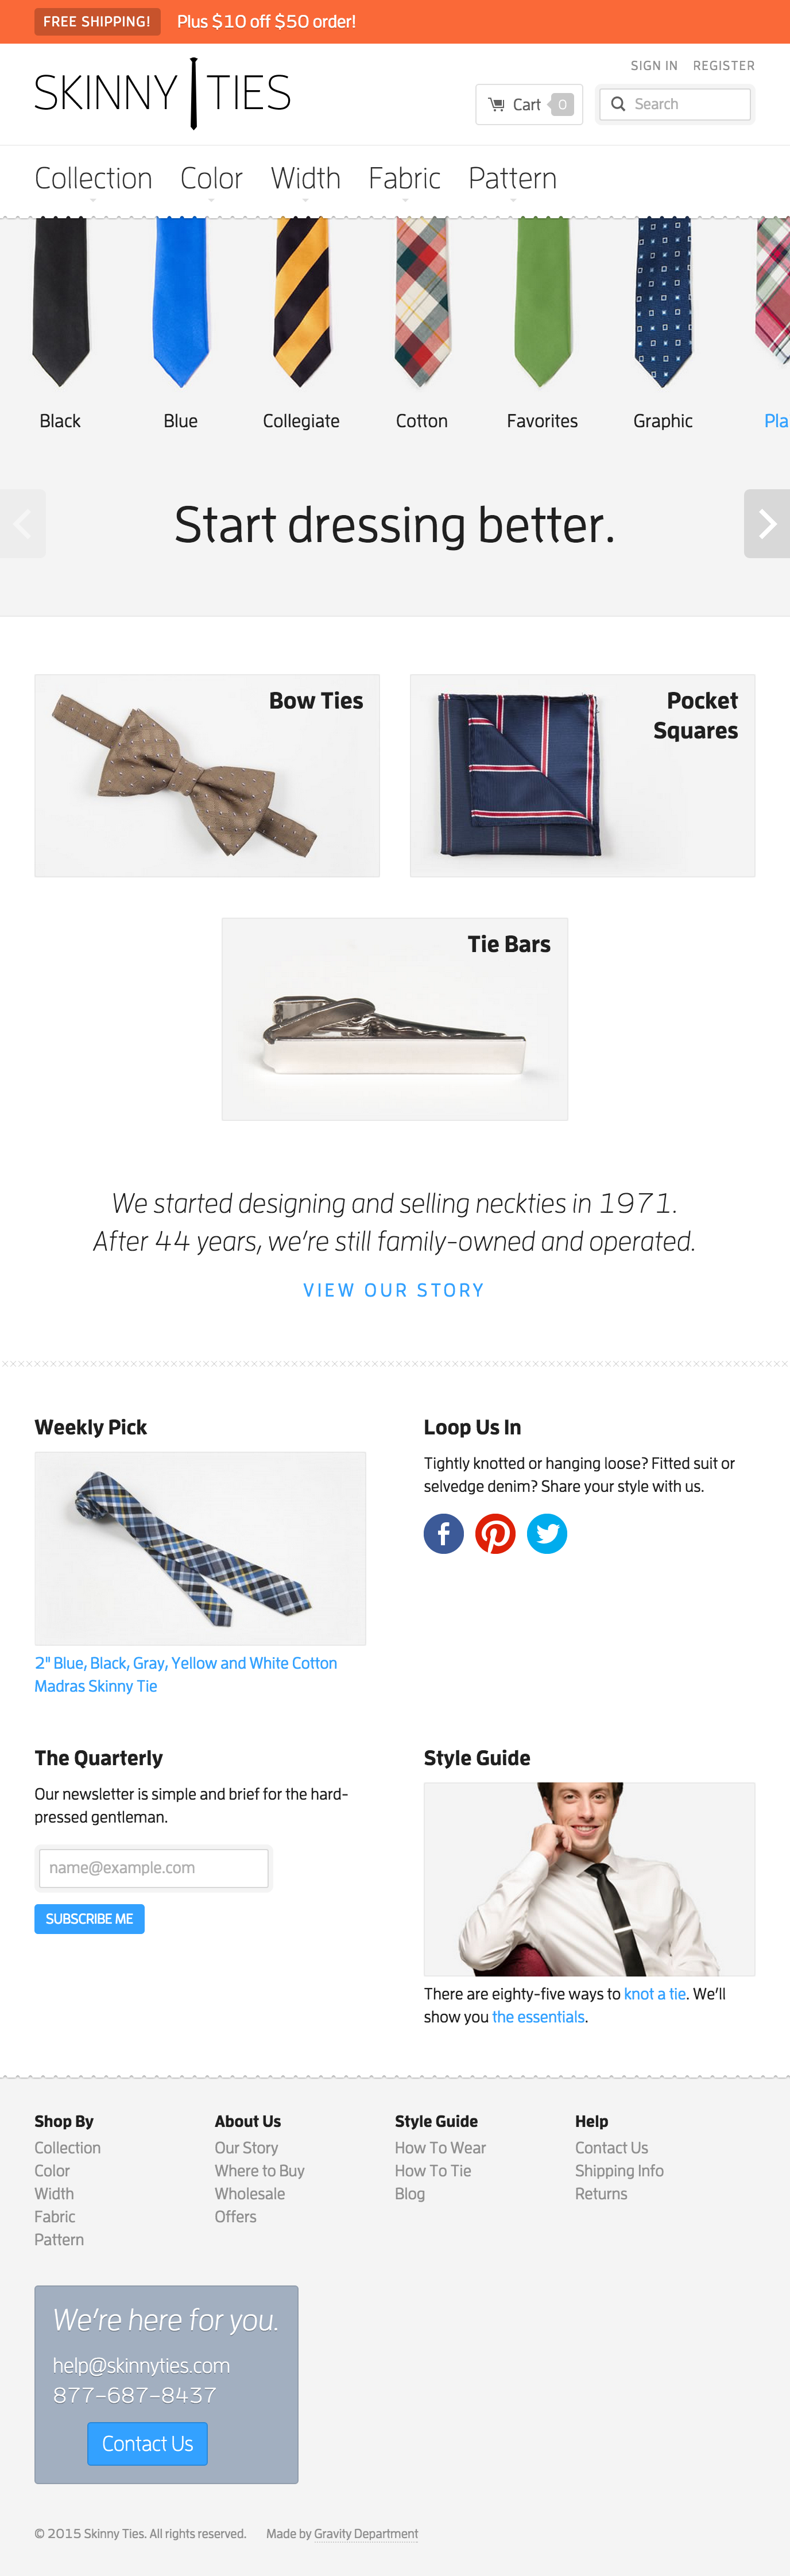 FREE SHIPPING! Plus $10 off $50 order!
SIGN IN REGISTER
SKINNY TIES
Cart 0 Search
Collection Color Width Fabric Pattern
Black Blue Collegiate Cotton Favorites Graphic Pla
Start dressing better.
Bow Ties
Pocket
Squares
Tie Bars
We started designing and selling neckties in 1971.
After 44 years, we're still family-owned and operated.
VIEW OUR STORY
Weekly Pick
2" Blue, Black, Gray, Yellow and White Cotton
Madras Skinny Tie
Loop Us In
Tightly knotted or hanging loose? Fitted suit or
selvedge denim? Share your style with us.
The Quarterly
Our newsletter is simple and brief for the hard-
pressed gentleman.
name@example.com
SUBSCRIBE ME
Style Guide
There are eighty-five ways to knot a tie. We'll
show you the essentials.
Shop By
Collection
Color
Width
Fabric
Pattern
About Us
Our Story
Where to Buy
Wholesale
Offers
Style Guide
How To Wear
How To Tie
Blog
Help
Contact Us
Shipping Info
Returns
We're here for you.
help@skinnyties.com
877-687-8437
Contact Us
© 2015 Skinny Ties. All rights reserved. Made by Gravity Department